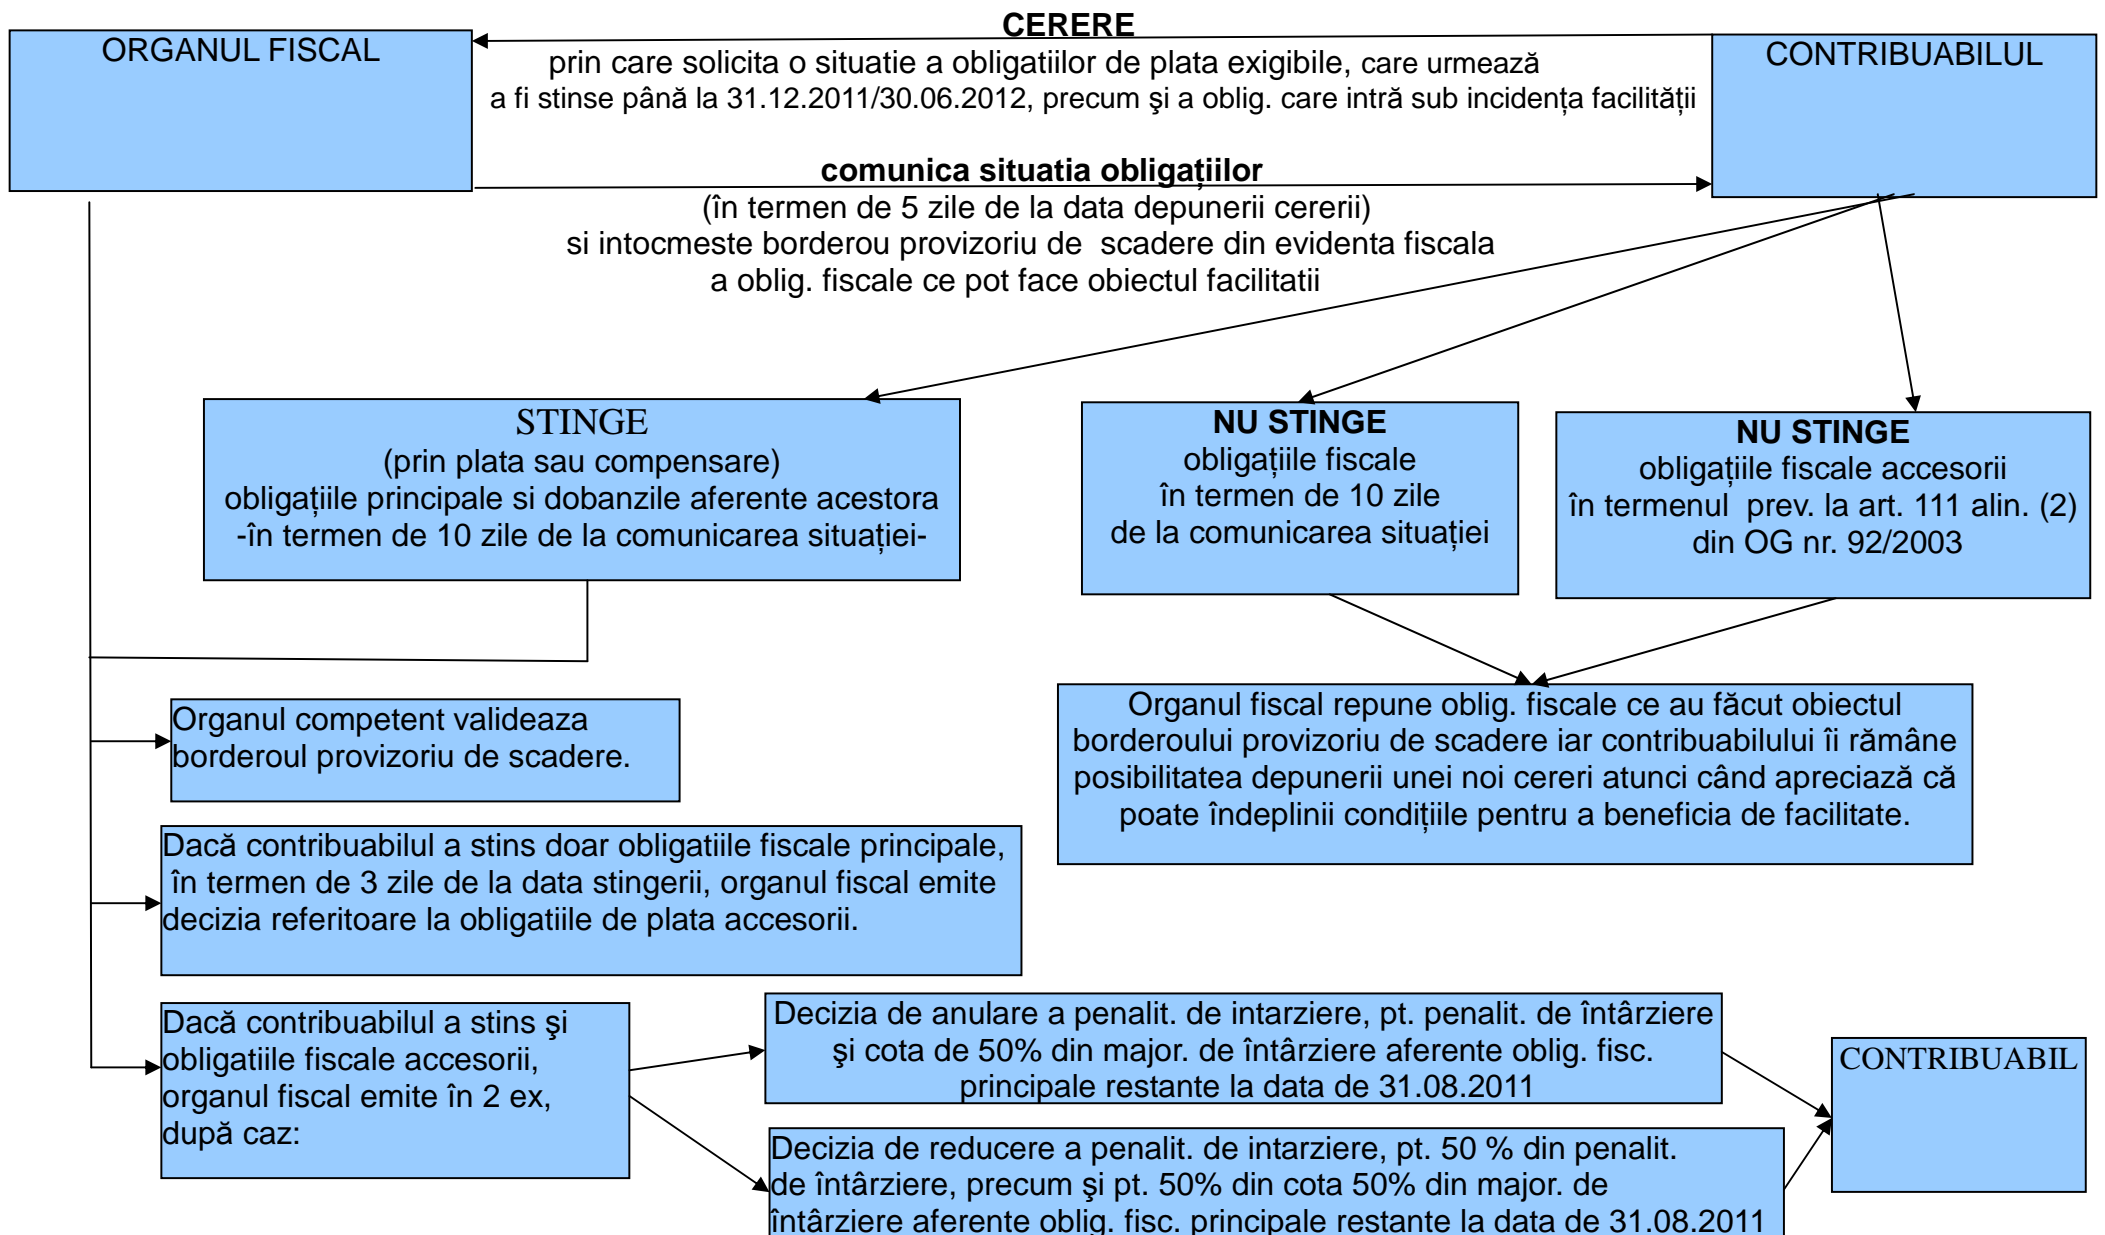 ORGANUL FISCAL
CERERE
prin care solicita o situatie a obligatiilor de plata exigibile, care urmează
a fi stinse până la 31.12.2011/30.06.2012, precum şi a oblig. care intră sub incidența facilității
CONTRIBUABILUL
comunica situatia obligațiilor
(în termen de 5 zile de la data depunerii cererii)
si intocmeste borderou provizoriu de scadere din evidenta fiscala
a oblig. fiscale ce pot face obiectul facilitatii
STINGE
(prin plata sau compensare)
obligațiile principale si dobanzile aferente acestora
-în termen de 10 zile de la comunicarea situației-
NU STINGE
obligațiile fiscale
în termen de 10 zile
de la comunicarea situației
NU STINGE
obligațiile fiscale accesorii
în termenul prev. la art. 111 alin. (2)
din OG nr. 92/2003
Organul competent valideaza
borderoul provizoriu de scadere.
Organul fiscal repune oblig. fiscale ce au făcut obiectul
borderoului provizoriu de scadere iar contribuabilului îi rămâne
posibilitatea depunerii unei noi cereri atunci când apreciază că
poate îndeplinii condițiile pentru a beneficia de facilitate.
Dacă contribuabilul a stins doar obligatiile fiscale principale,
în termen de 3 zile de la data stingerii, organul fiscal emite
decizia referitoare la obligatiile de plata accesorii.
Dacă contribuabilul a stins şi
obligatiile fiscale accesorii,
organul fiscal emite în 2 ex,
după caz:
Decizia de anulare a penalit. de intarziere, pt. penalit. de întârziere
şi cota de 50% din major. de întârziere aferente oblig. fisc.
principale restante la data de 31.08.2011
Decizia de reducere a penalit. de intarziere, pt. 50 % din penalit.
de întârziere, precum şi pt. 50% din cota 50% din major. de
întârziere aferente oblig. fisc. principale restante la data de 31.08.2011
CONTRIBUABIL